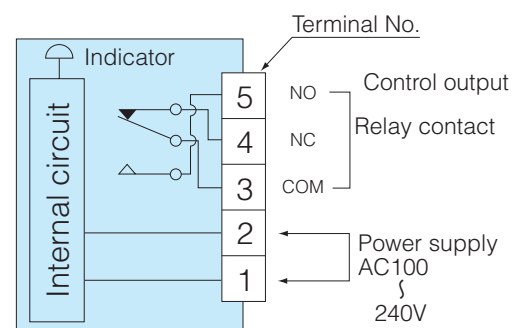 Terminal No.
Indicator
Internal circuit
5
NO
Control output
4
NC
Relay contact
3
COM
2
1
Power supply
AC100
~
240V